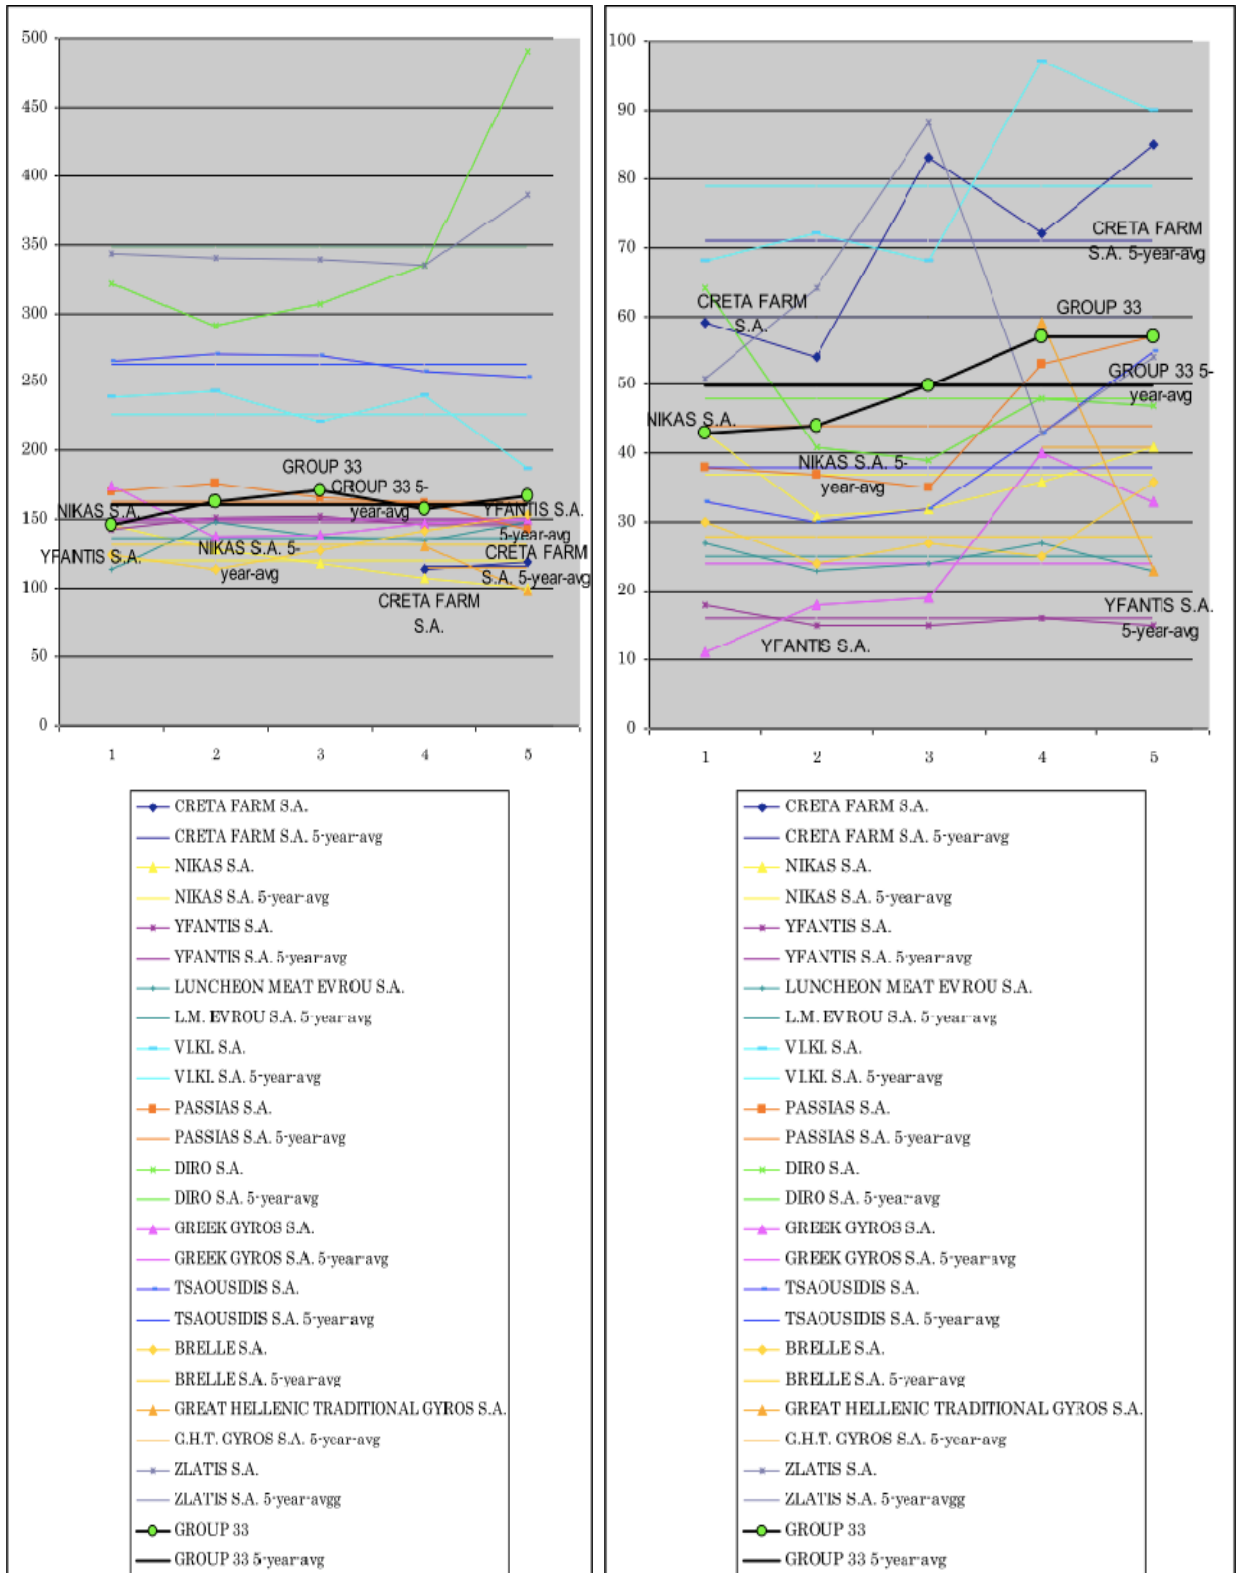 500
450
400
350
300
250
200
150
100
50
0
GROUP 33
GROUP 33 5-
year-avg
NIKAS S.A.
YFANTIS S.A.
NIKAS S.A. 5-
year-avg
YFANTIS S.A.
5-year-avg
CRETA FARM
S.A. 5-year-avg
CRETA FARM
S.A.
1 2 3 4 5
CRETA FARM S.A.
CRETA FARM S.A. 5-year-avg
NIKAS S.A.
NIKAS S.A. 5-year-avg
YFANTIS S.A.
YFANTIS S.A. 5-year-avg
LUNCHEON MEAT EVROU S.A.
L.M. EVROU S.A. 5-year-avg
VI.KI. S.A.
VI.KI. S.A. 5-year-avg
PASSIAS S.A.
PASSIAS S.A. 5-year-avg
DIRO S.A.
DIRO S.A. 5-year-avg
GREEK GYROS S.A.
GREEK GYROS S.A. 5-year-avg
TSAOUSIDIS S.A.
TSAOUSIDIS S.A. 5-year-avg
BRELLE S.A.
BRELLE S.A. 5-year-avg
GREAT HELLENIC TRADITIONAL GYROS S.A.
G.H.T. GYROS S.A. 5-year-avg
ZLATIS S.A.
ZLATIS S.A. 5-year-avgg
GROUP 33
GROUP 33 5-year-avg
100
90
80
70
60
50
40
30
20
10
0
CRETA FARM
S.A. 5-year-avg
CRETA FARM
S.A.
GROUP 33
GROUP 33 5-
year-avg
NIKAS S.A.
NIKAS S.A. 5-
year-avg
YFANTIS S.A.
5-year-avg
YFANTIS S.A.
1 2 3 4 5
CRETA FARM S.A.
CRETA FARM S.A. 5-year-avg
NIKAS S.A.
NIKAS S.A. 5-year-avg
YFANTIS S.A.
YFANTIS S.A. 5-year-avg
LUNCHEON MEAT EVROU S.A.
L.M. EVROU S.A. 5-year-avg
VI.KI. S.A.
VI.KI. S.A. 5-year-avg
PASSIAS S.A.
PASSIAS S.A. 5-year-avg
DIRO S.A.
DIRO S.A. 5-year-avg
GREEK GYROS S.A.
GREEK GYROS S.A. 5-year-avg
TSAOUSIDIS S.A.
TSAOUSIDIS S.A. 5-year-avg
BRELLE S.A.
BRELLE S.A. 5-year-avg
GREAT HELLENIC TRADITIONAL GYROS S.A.
G.H.T. GYROS S.A. 5-year-avg
ZLATIS S.A.
ZLATIS S.A. 5-year-avgg
GROUP 33
GROUP 33 5-year-avg